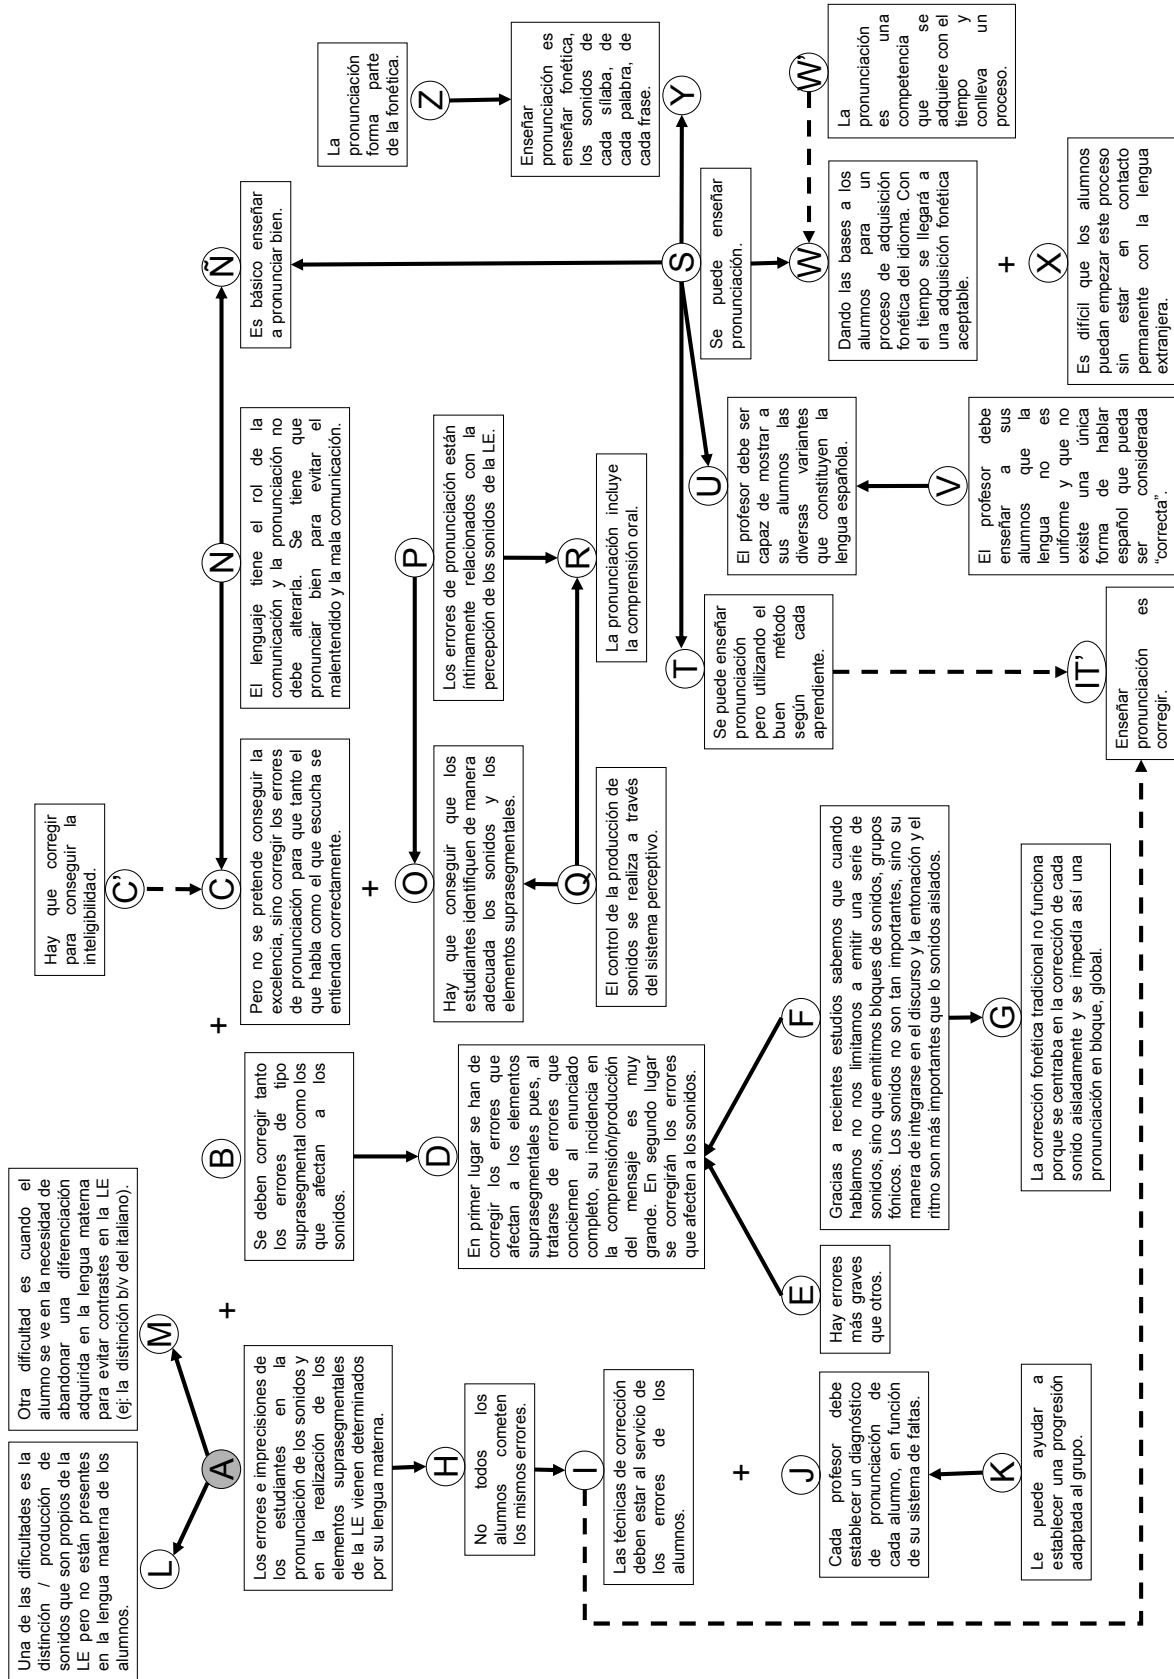 Una de las dificultades es la
distinción / producción de
sonidos que son propios de la
LE pero no están presentes
en la lengua materna de los
alumnos.
L
Otra dificultad es cuando el
alumno se ve en la necesidad de
abandonar una diferenciación
adquirida en la lengua materna
para evitar contrastes en la LE
(ej: la distinción b/v del italiano).
M
A
Los errores e imprecisiones de
los estudiantes en la
pronunciación de los sonidos y
en la realización de los
elementos suprasegmentales
de la LE vienen determinados
por su lengua materna.
+
H
No todos los
alumnos cometen
los mismos errores.
I
Las técnicas de corrección
deben estar al servicio de
los errores de los
alumnos.
+
J
Cada profesor debe
establecer un diagnóstico
de pronunciación de
cada alumno, en función
de su sistema de faltas.
K
Le puede ayudar a
establecer una progresión
adaptada al grupo.
B
Se deben corregir tanto
los errores de tipo
suprasegmental como los
que afectan a los
sonidos.
+
D
En primer lugar se han de
corregir los errores que
afectan a los elementos
suprasegmentales pues, al
tratarse de errores que
conciernen al enunciado
completo, su incidencia en
la comprensión/producción
del mensaje es muy
grande. En segundo lugar
se corregirán los errores
que afecten a los sonidos.
E
Hay errores
más graves
que otros.
F
Gracias a recientes estudios sabemos que cuando
hablamos no nos limitamos a emitir una serie de
sonidos, sino que emitimos bloques de sonidos, grupos
fónicos. Los sonidos no son tan importantes, sino su
manera de integrarse en el discurso y la entonación y el
ritmo son más importantes que lo sonidos aislados.
G
La corrección fonética tradicional no funciona
porque se centraba en la corrección de cada
sonido aisladamente y se impedía así una
pronunciación en bloque, global.
Hay que corregir
para conseguir la
inteligibilidad.
C'
C
Pero no se pretende conseguir la
excelencia, sino corregir los errores
de pronunciación para que tanto el
que habla como el que escucha se
entiendan correctamente.
+
O
Hay que conseguir que los
estudiantes identifiquen de manera
adecuada los sonidos y los
elementos suprasegmentales.
Q
El control de la producción de
sonidos se realiza a través
del sistema perceptivo.
N
El lenguaje tiene el rol de la
comunicación y la pronunciación no
debe alterarla. Se tiene que
pronunciar bien para evitar el
malentendido y la mala comunicación.
P
Los errores de pronunciación están
íntimamente relacionados con la
percepción de los sonidos de la LE.
R
La pronunciación incluye
la comprensión oral.
T
Se puede enseñar
pronunciación
pero utilizando el
buen método
según cada
aprendiente.
IT'
Enseñar
pronunciación es
corregir.
Ñ
Es básico enseñar
a pronunciar bien.
S
Se puede enseñar
pronunciación.
U
El profesor debe ser
capaz de mostrar a
sus alumnos las
diversas variantes
que constituyen la
lengua española.
V
El profesor debe
enseñar a sus
alumnos que la
lengua no es
uniforme y que no
existe una única
forma de hablar
español que pueda
ser considerada
“correcta”.
La
pronunciación
forma parte
de la fonética.
Z
Enseñar
pronunciación es
enseñar fonética,
los sonidos de
cada sílaba, de
cada palabra, de
cada frase.
Y
W
Dando las bases a los
alumnos para un
proceso de adquisición
fonética del idioma. Con
el tiempo se llegará a
una adquisición fonética
aceptable.
W'
La
pronunciación
es una
competencia
que se
adquiere con el
tiempo y
conlleva un
proceso.
+
X
Es difícil que los alumnos
puedan empezar este proceso
sin estar en contacto
permanente con la lengua
extranjera.